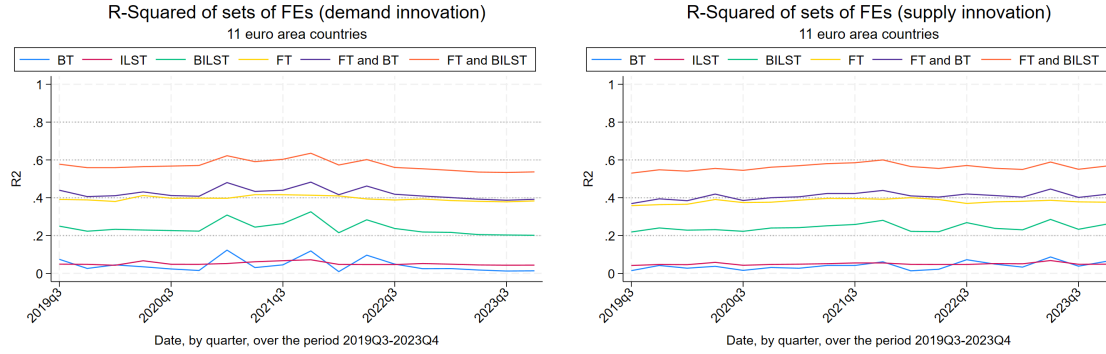 R-Squared of sets of FEs (demand innovation)
11 euro area countries
BT ILST BILST FT FT and BT FT and BILST
1
.8
.6
.4
.2
0
R2
2019Q3 2020Q3 2021Q3 2022Q3 2023Q3
Date, by quarter, over the period 2019Q3-2023Q4
R-Squared of sets of FEs (supply innovation)
11 euro area countries
BT ILST BILST FT FT and BT FT and BILST
1
.8
.6
.4
.2
0
R2
2019Q3 2020Q3 2021Q3 2022Q3 2023Q3
Date, by quarter, over the period 2019Q3-2023Q4